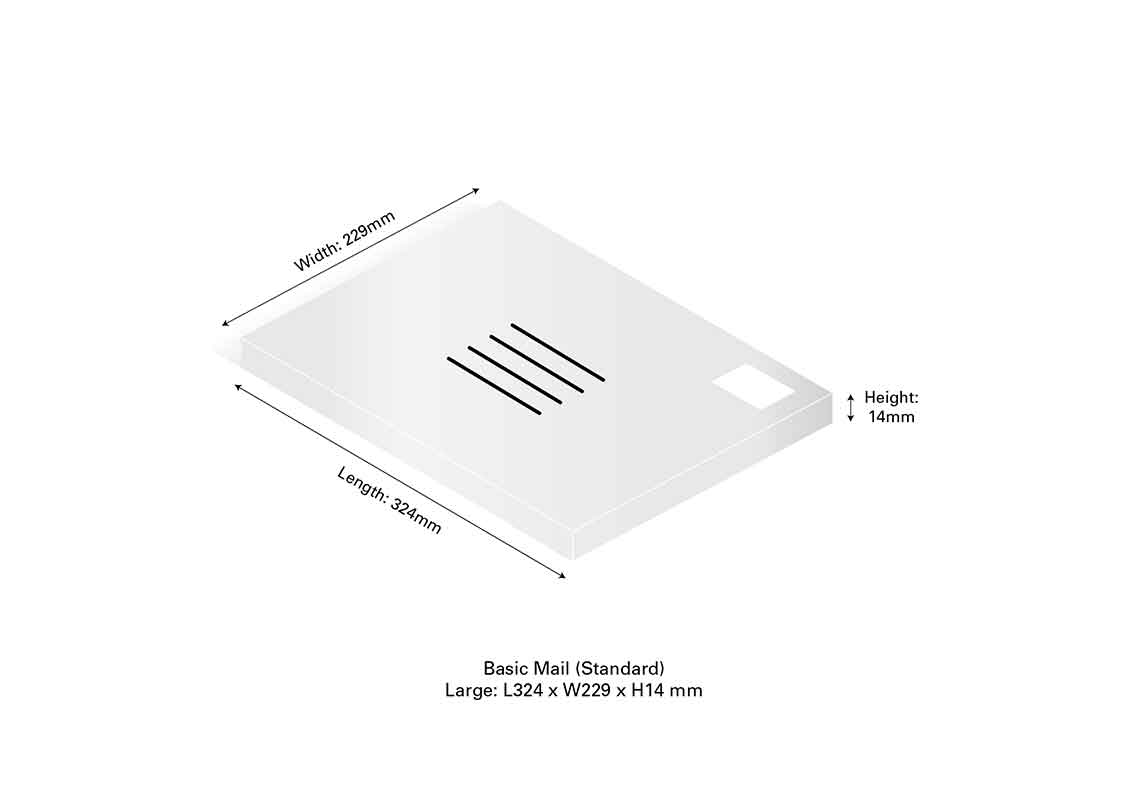 Width: 229mm
Height:
14mm
Length: 324mm
Basic Mail (Standard)
Large: L324 x W229 x H14 mm